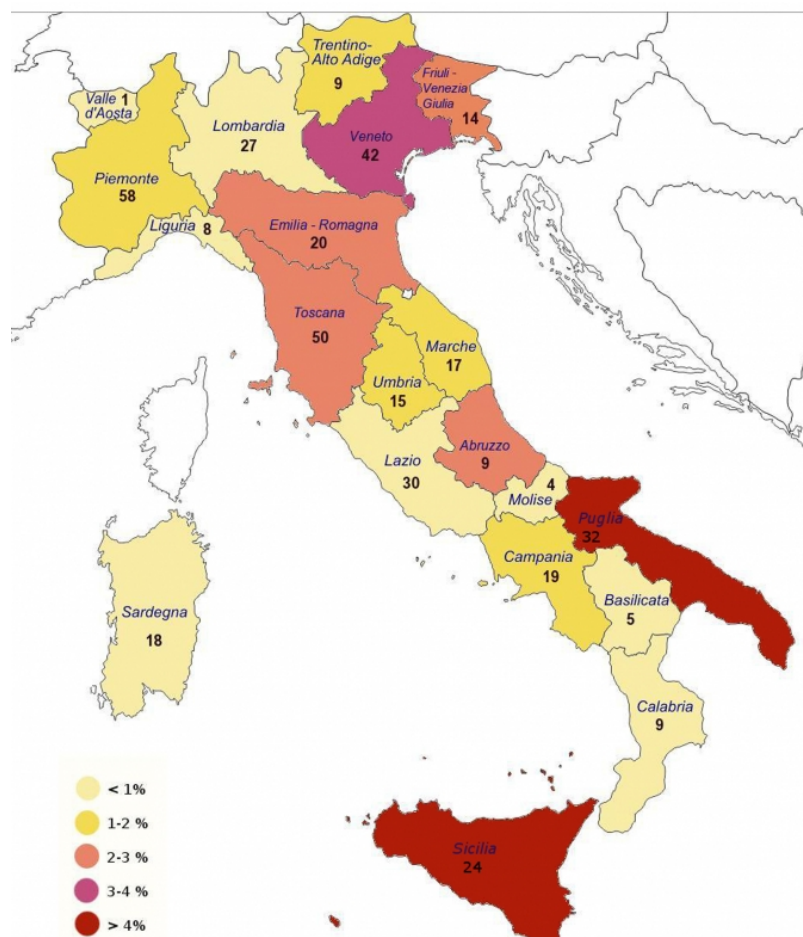 Trentino-
Alto Adige
9
Friuli -
Venezia
Giulia
14
Valle
d'Aosta
1
Lombardia
27
Veneto
42
Piemonte
58
Liguria
8
Emilia - Romagna
20
Toscana
50
Marche
17
Umbria
15
Lazio
30
Abruzzo
9
4
Molise
Puglia
32
Campania
19
Basilicata
5
Sardegna
18
Calabria
9
Sicilia
24
< 1%
1-2 %
2-3 %
3-4 %
> 4%